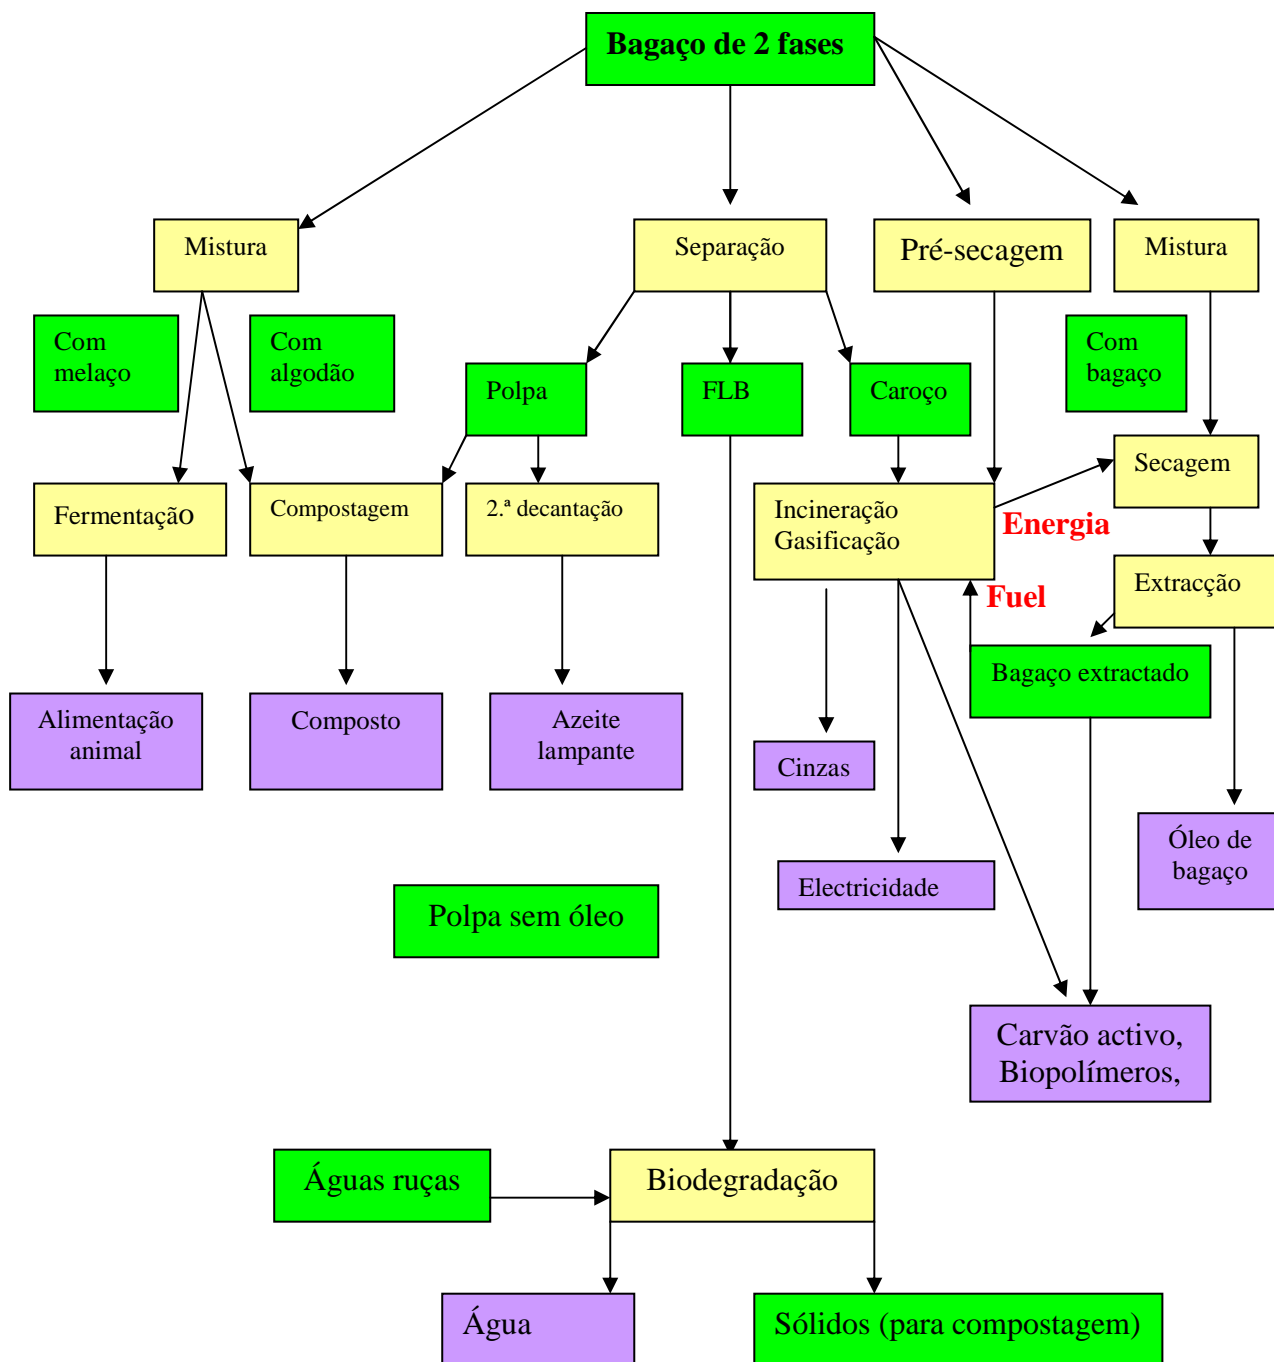 Bagaço de 2 fases
Mistura
Separação
Pré-secagem
Mistura
Com
melaço
Com
algodão
Com
bagaço
Polpa
FLB
Caroço
Secagem
Fermentação
Compostagem
2.ª decantação
Incineração
Gasificação
Energia
Fuel
Extracção
Bagaço extractado
Alimentação
animal
Composto
Azeite
lampante
Cinzas
Óleo de
bagaço
Electricidade
Polpa sem óleo
Carvão activo,
Biopolímeros,
Águas ruças
Biodegradação
Água
Sólidos (para compostagem)